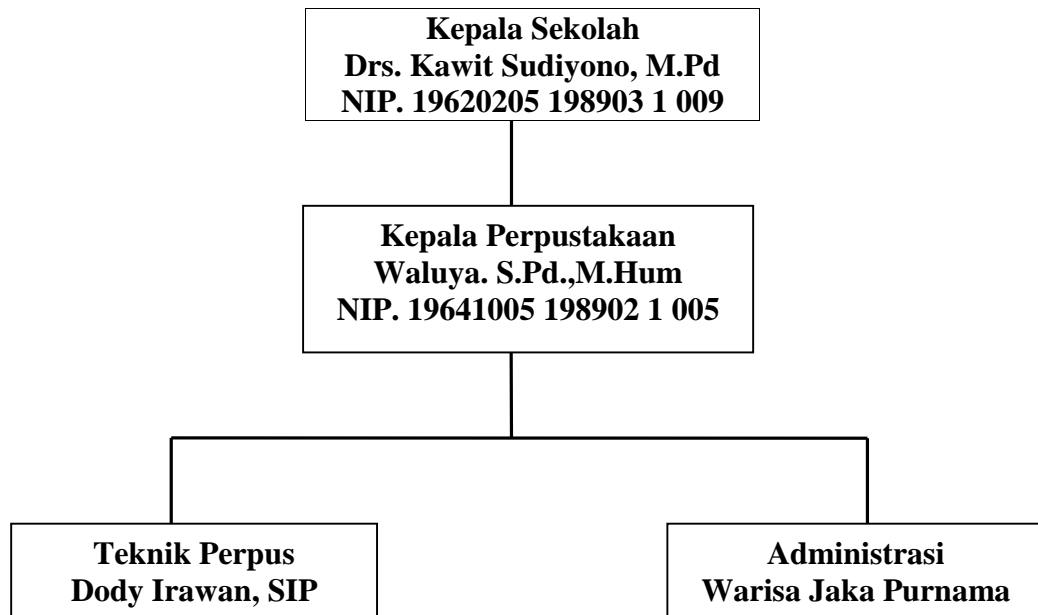 Kepala Sekolah
Drs. Kawit Sudiyono, M.Pd
NIP. 19620205 198903 1 009
Kepala Perpustakaan
Waluya. S.Pd.,M.Hum
NIP. 19641005 198902 1 005
Teknik Perpus
Dody Irawan, SIP
Administrasi
Warisa Jaka Purnama